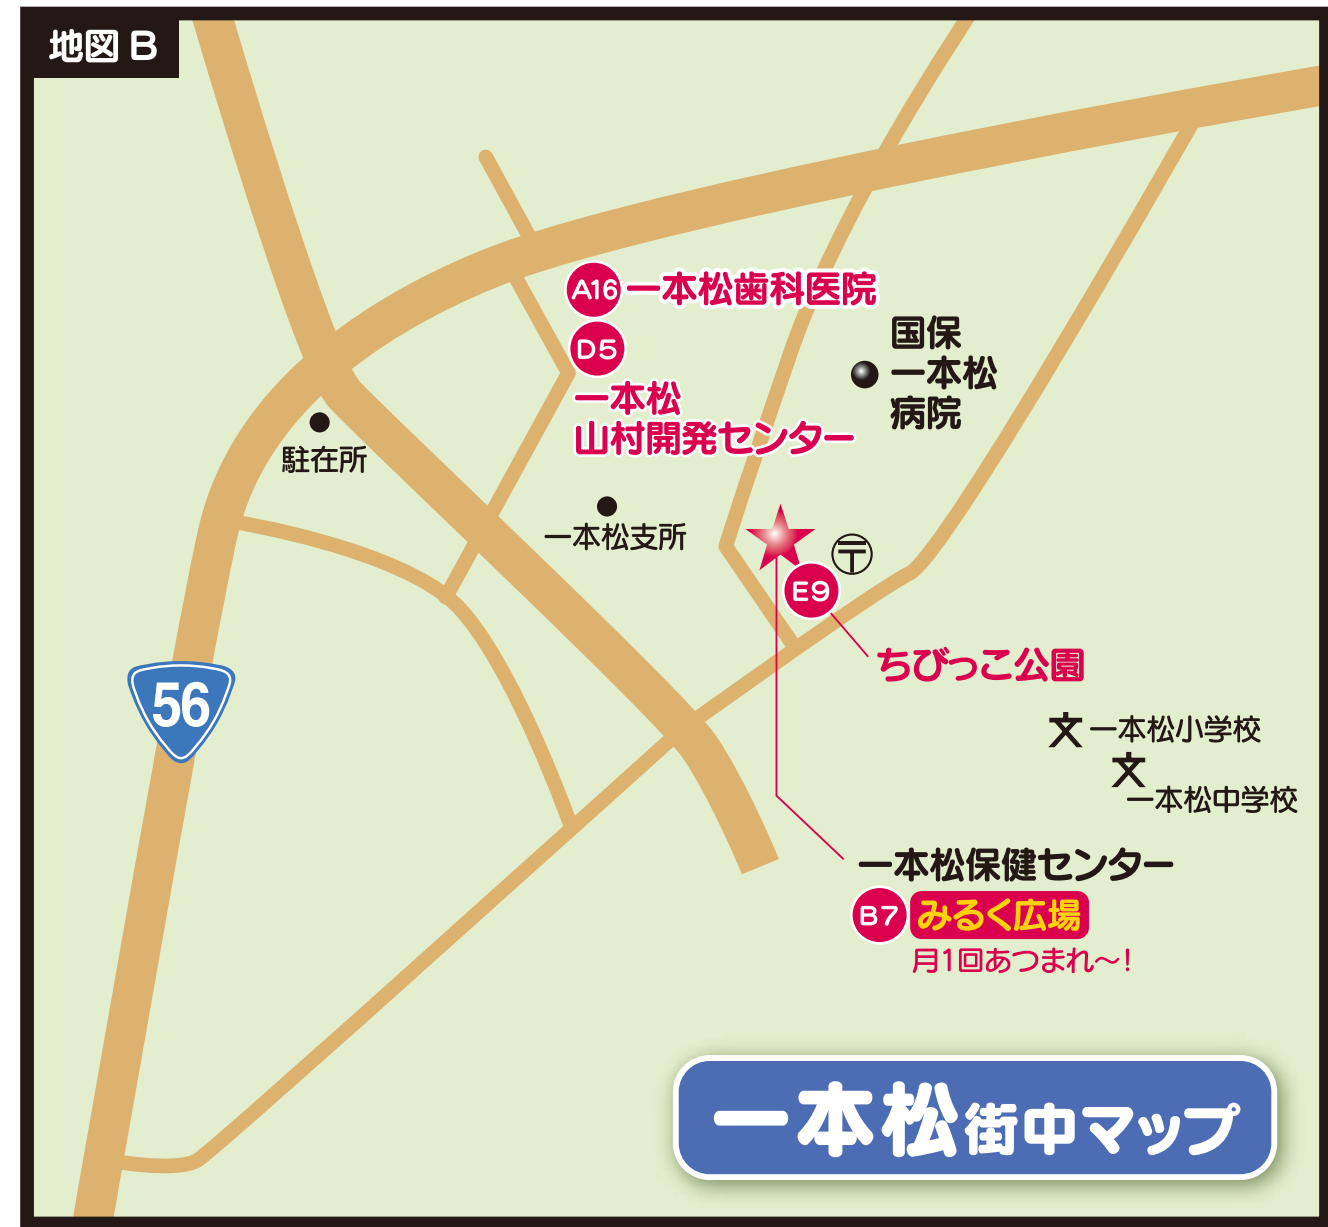 地図 B
A16 一本松歯科医院
D5
一本松
山村開発センター
国保
一本松
病院
駐在所
一本松支所
〒
E9
ちびっこ公園
56
文 一本松小学校
文
一本松中学校
一本松保健センター
B7 みるく広場
月1回あつまれ〜!
一本松街中マップ